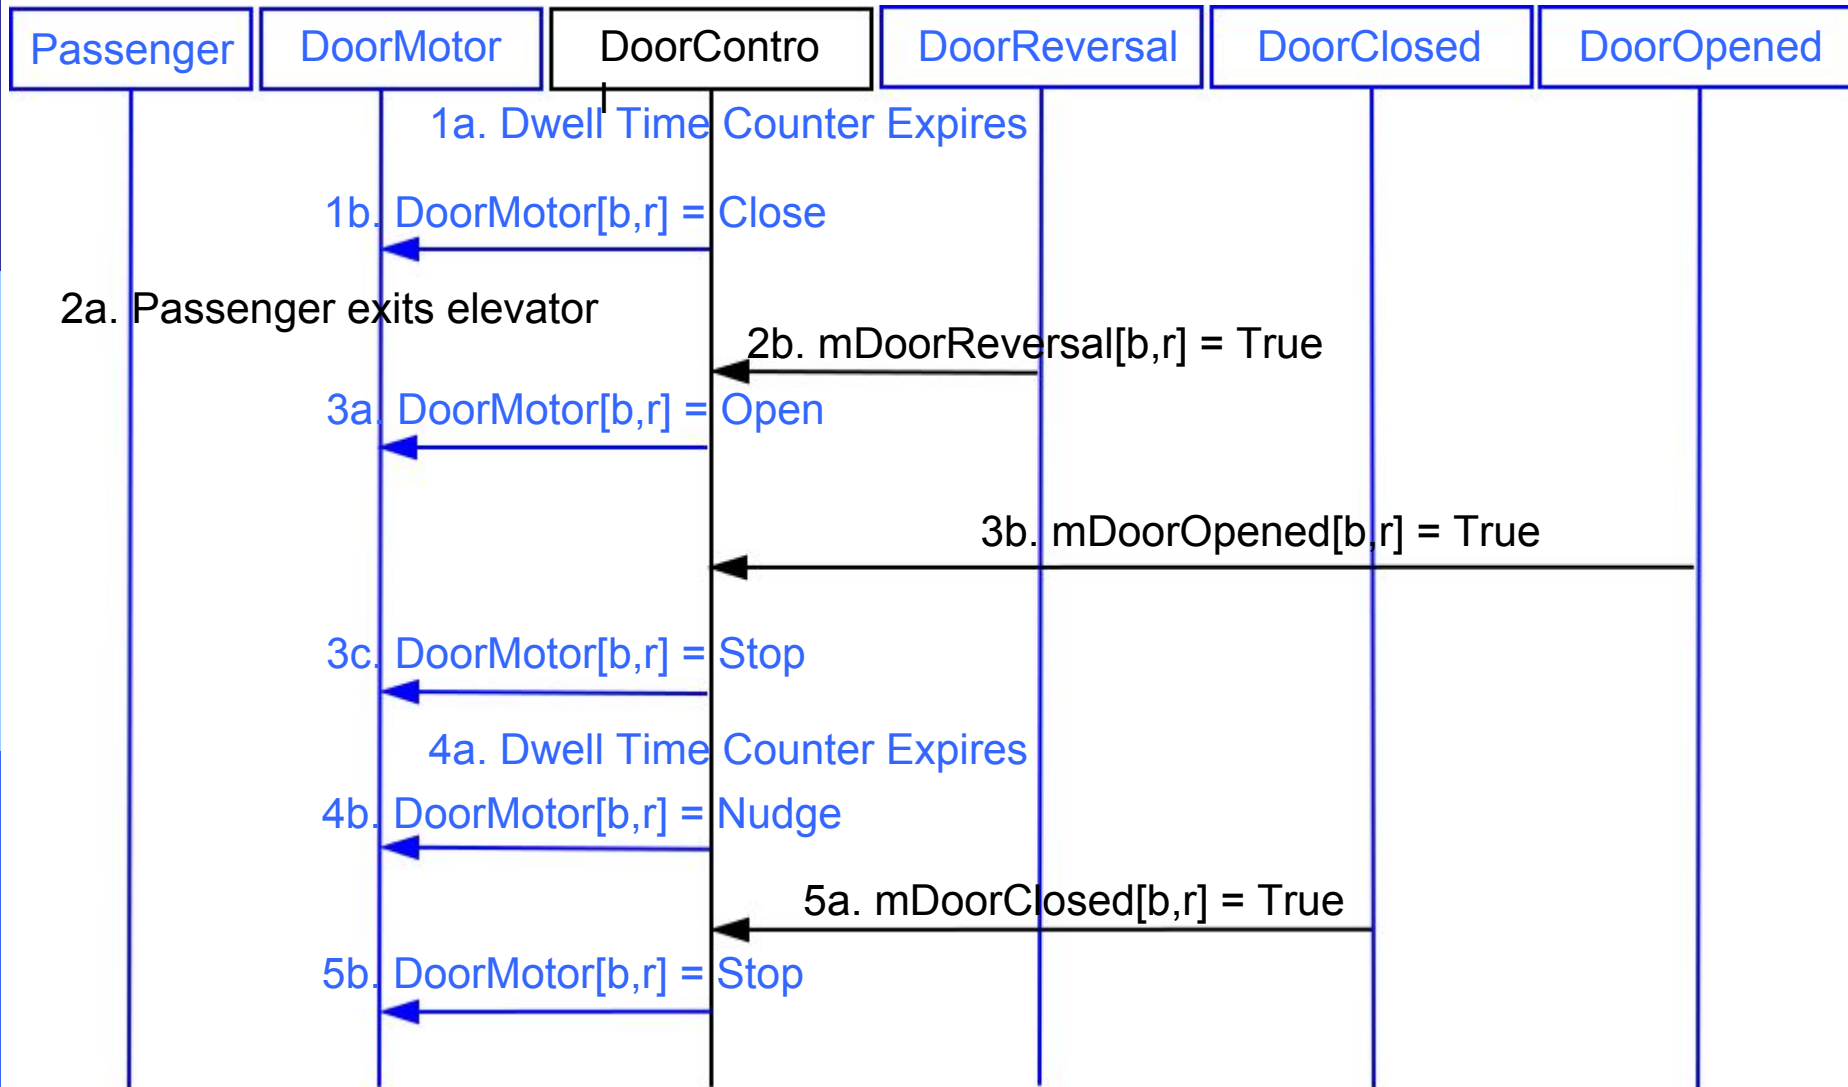 Passenger
DoorMotor
DoorContro
l
DoorReversal
DoorClosed
DoorOpened
1a. Dwell Time Counter Expires
1b. DoorMotor[b,r] = Close
2a. Passenger exits elevator
2b. mDoorReversal[b,r] = True
3a. DoorMotor[b,r] = Open
3b. mDoorOpened[b,r] = True
3c. DoorMotor[b,r] = Stop
4a. Dwell Time Counter Expires
4b. DoorMotor[b,r] = Nudge
5a. mDoorClosed[b,r] = True
5b. DoorMotor[b,r] = Stop